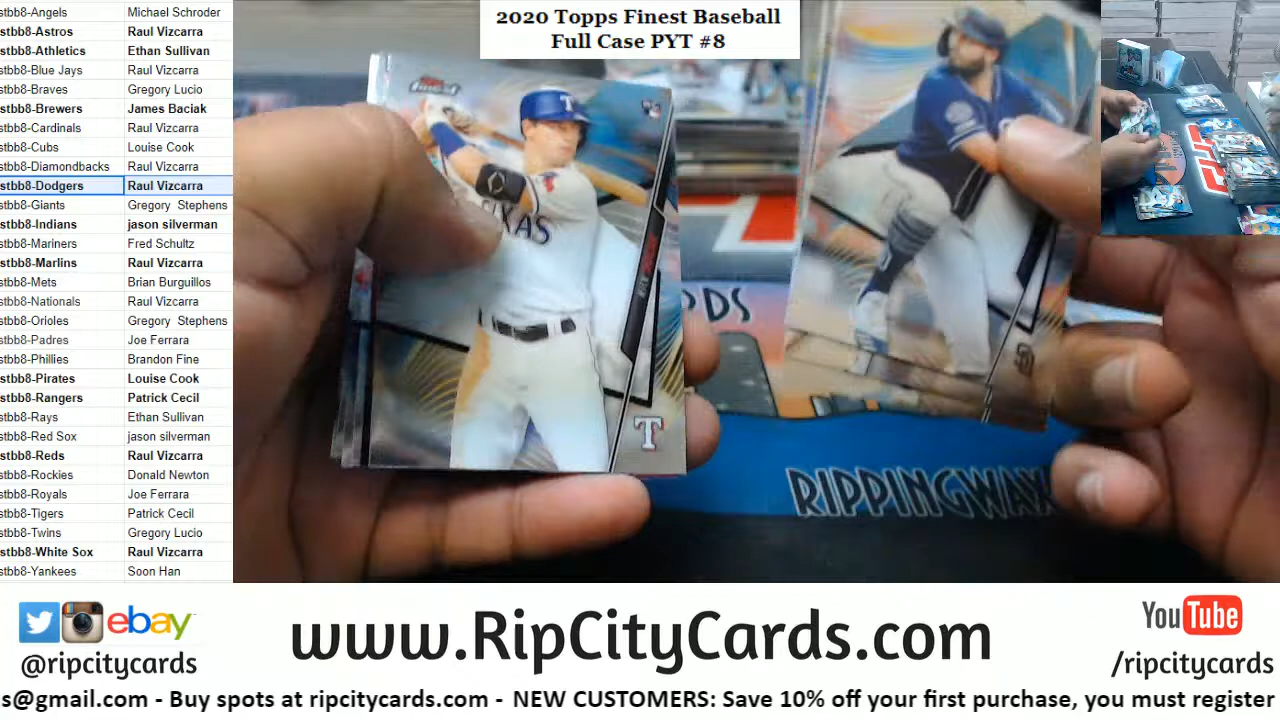 stbb8-Angels Michael Schroder
stbb8-Astros Raul Vizcarra
stbb8-Athletics Ethan Sullivan
stbb8-Blue Jays Raul Vizcarra
stbb8-Braves Gregory Lucio
stbb8-Brewers James Baciak
stbb8-Cardinals Raul Vizcarra
stbb8-Cubs Louise Cook
stbb8-Diamondbacks Raul Vizcarra
stbb8-Dodgers Raul Vizcarra
stbb8-Giants Gregory Stephens
stbb8-Indians jason silverman
stbb8-Mariners Fred Schultz
stbb8-Marlins Raul Vizcarra
stbb8-Mets Brian Burguillos
stbb8-Nationals Raul Vizcarra
stbb8-Orioles Gregory Stephens
stbb8-Padres Joe Ferrara
stbb8-Phillies Brandon Fine
stbb8-Pirates Louise Cook
stbb8-Rangers Patrick Cecil
stbb8-Rays Ethan Sullivan
stbb8-Red Sox jason silverman
stbb8-Reds Raul Vizcarra
stbb8-Rockies Donald Newton
stbb8-Royals Joe Ferrara
stbb8-Tigers Patrick Cecil
stbb8-Twins Gregory Lucio
stbb8-White Sox Raul Vizcarra
stbb8-Yankees Soon Han
2020 Topps Finest Baseball
Full Case PYT #8
finest
T
EXAS
T
RDS
RIPPINGWAX
ebay
@ripcitycards
www.RipCityCards.com
YouTube
/ripcitycards
s@gmail.com - Buy spots at ripcitycards.com - NEW CUSTOMERS: Save 10% off your first purchase, you must register